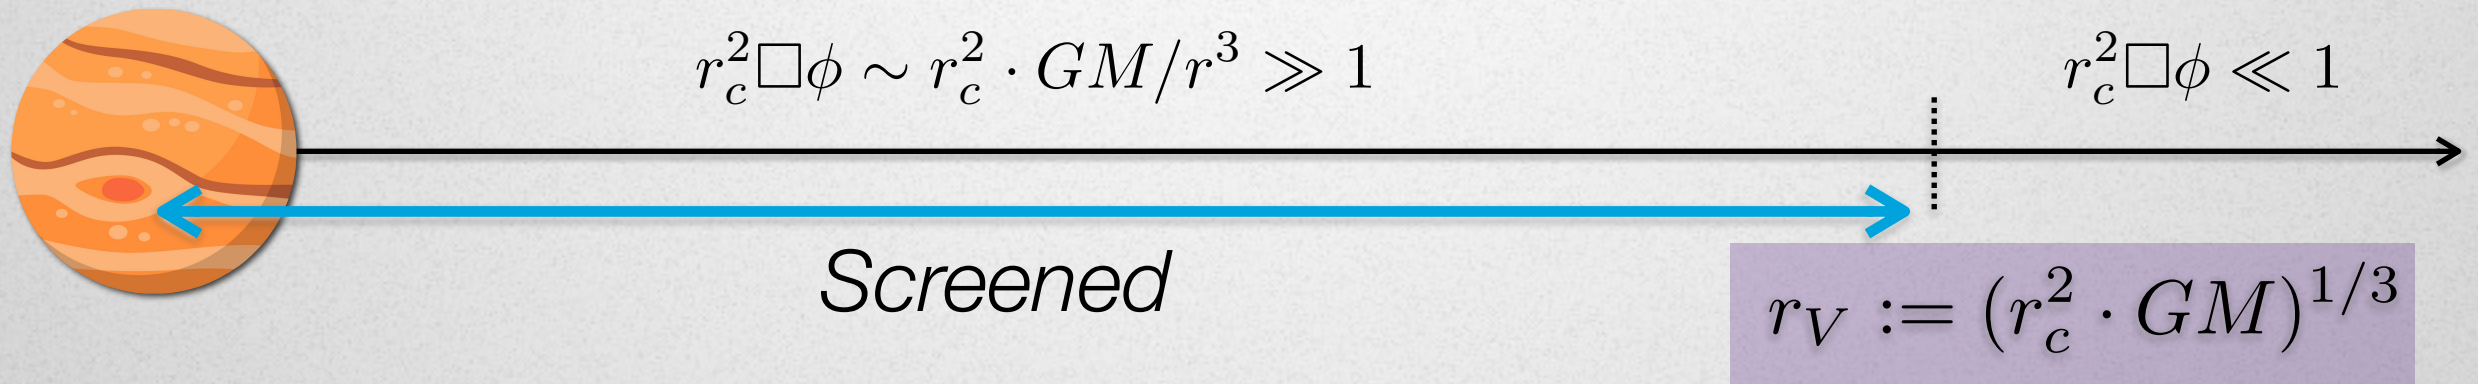 r_c^2□ϕ ∼ r_c^2 · GM/r^3 ≫ 1
r_c^2□ϕ ≪ 1
Screened
r_V := (r_c^2 · GM)^{1/3}